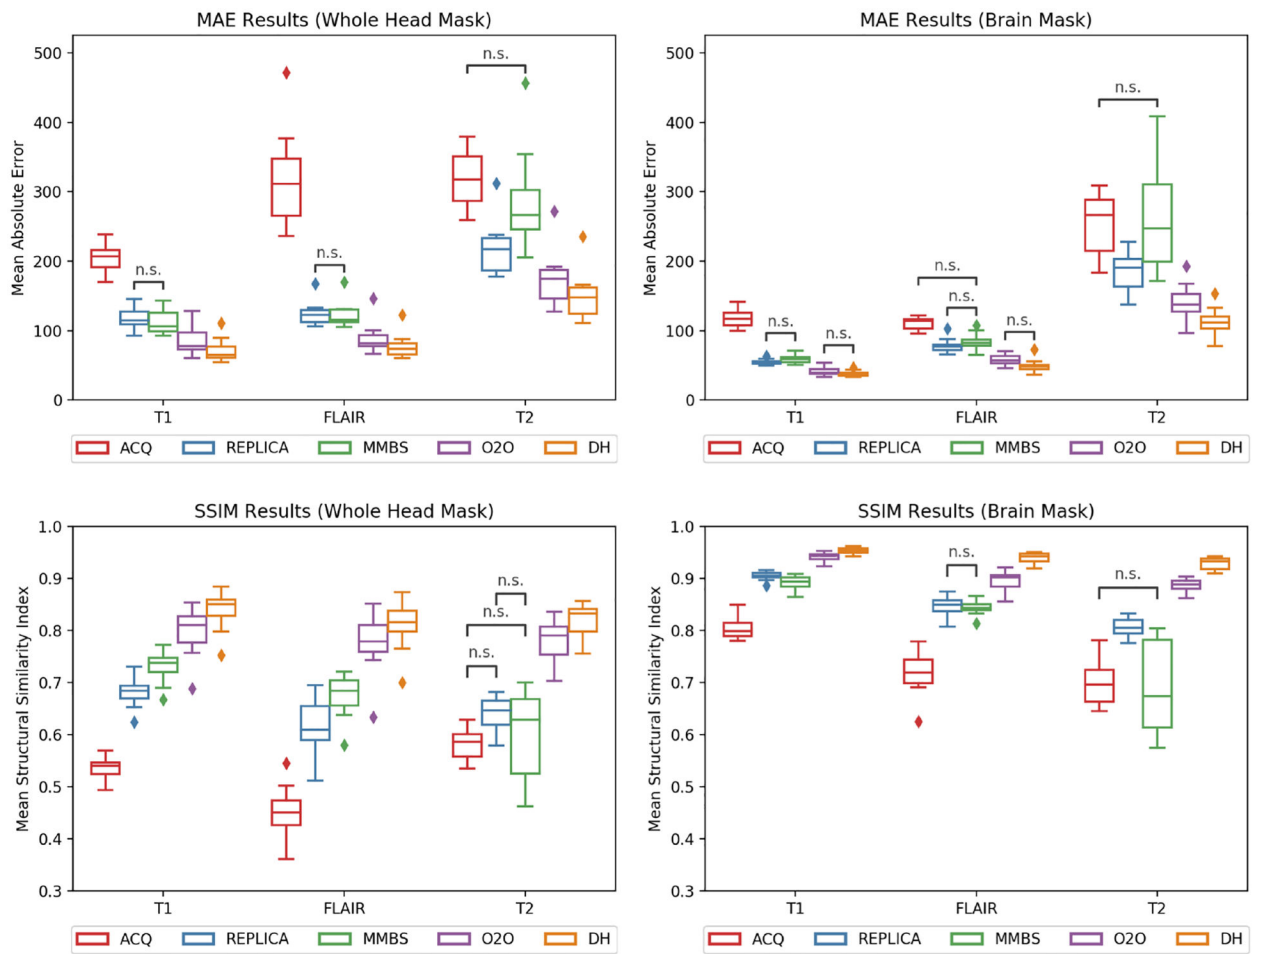 MAE Results (Whole Head Mask)
Mean Absolute Error
500
400
300
200
100
0
n.s.
n.s.
n.s.
T1 FLAIR T2
ACQ REPLICA MMBS O2O DH
MAE Results (Brain Mask)
Mean Absolute Error
500
400
300
200
100
0
n.s.
n.s.
n.s.
n.s.
n.s.
n.s.
T1 FLAIR T2
ACQ REPLICA MMBS O2O DH
SSIM Results (Whole Head Mask)
Mean Structural Similarity Index
1.0
0.9
0.8
0.7
0.6
0.5
0.4
0.3
n.s.
n.s.
n.s.
T1 FLAIR T2
ACQ REPLICA MMBS O2O DH
SSIM Results (Brain Mask)
Mean Structural Similarity Index
1.0
0.9
0.8
0.7
0.6
0.5
0.4
0.3
n.s.
n.s.
T1 FLAIR T2
ACQ REPLICA MMBS O2O DH